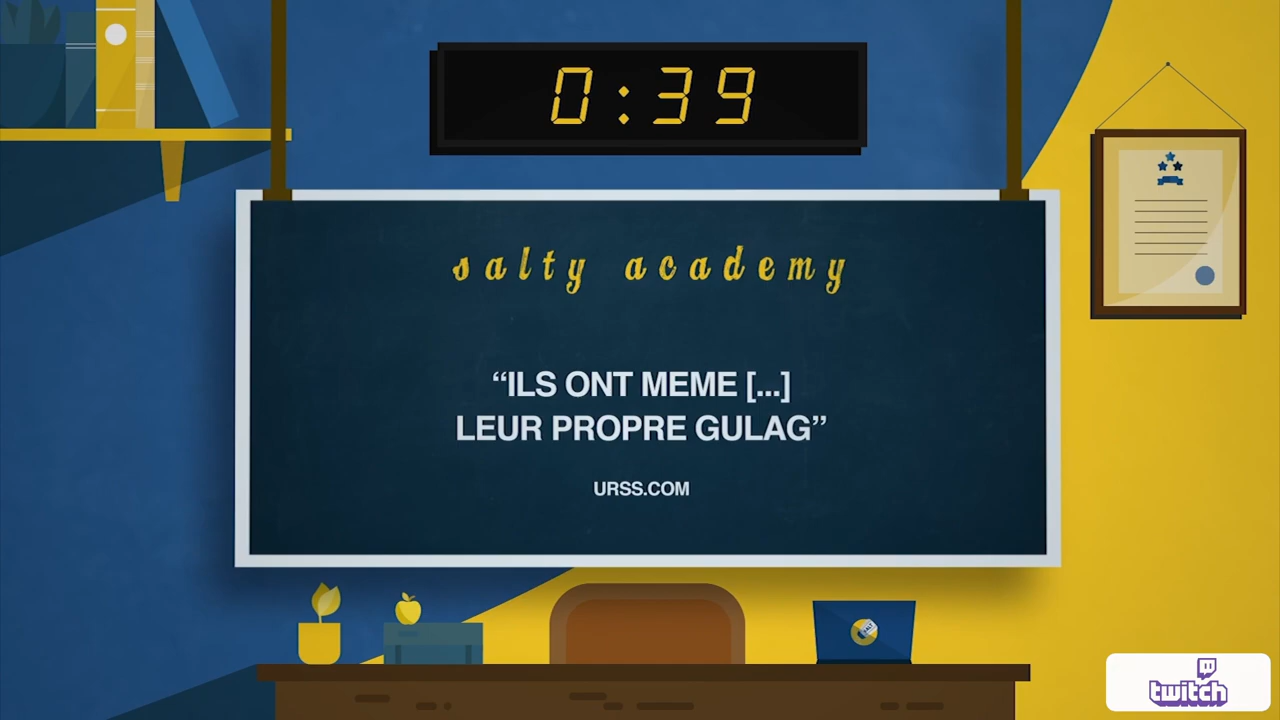 0:39
salty academy
“ILS ONT MEME [...]
LEUR PROPRE GULAG”
URSS.COM
twitch